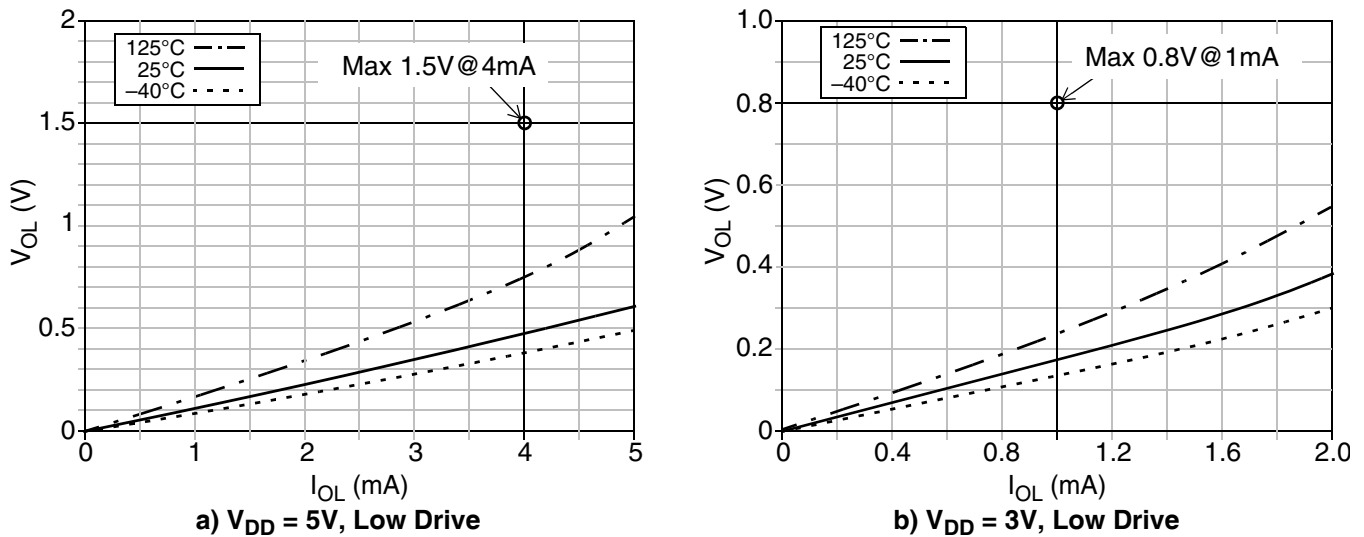 2
1.5
1
0.5
0
125°C
25°C
–40°C
Max 1.5V@4mA
V_OL (V)
0 1 2 3 4 5
I_OL (mA)
a) V_DD = 5V, Low Drive
1.0
0.8
0.6
0.4
0.2
0
125°C
25°C
–40°C
Max 0.8V@1mA
V_OL (V)
0 0.4 0.8 1.2 1.6 2.0
I_OL (mA)
b) V_DD = 3V, Low Drive